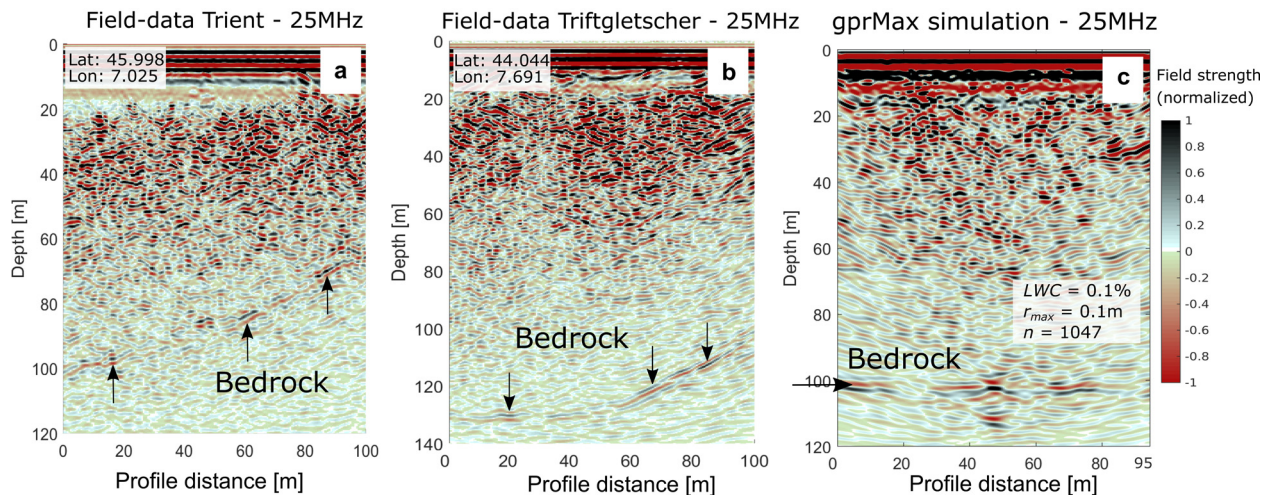 Field-data Trient - 25MHz
Lat: 45.998
Lon: 7.025
a
0
20
40
60
80
100
120
Depth [m]
Bedrock
0 20 40 60 80 100
Profile distance [m]
Field-data Triftgletscher - 25MHz
Lat: 44.044
Lon: 7.691
b
0
20
40
60
80
100
120
140
Depth [m]
Bedrock
0 20 40 60 80 100
Profile distance [m]
gprMax simulation - 25MHz
c
0
20
40
60
80
100
120
Depth [m]
LWC = 0.1%
r_max = 0.1m
n = 1047
Bedrock
0 20 40 60 80 95
Profile distance [m]
Field strength
(normalized)
1
0.8
0.6
0.4
0.2
0
-0.2
-0.4
-0.6
-0.8
-1